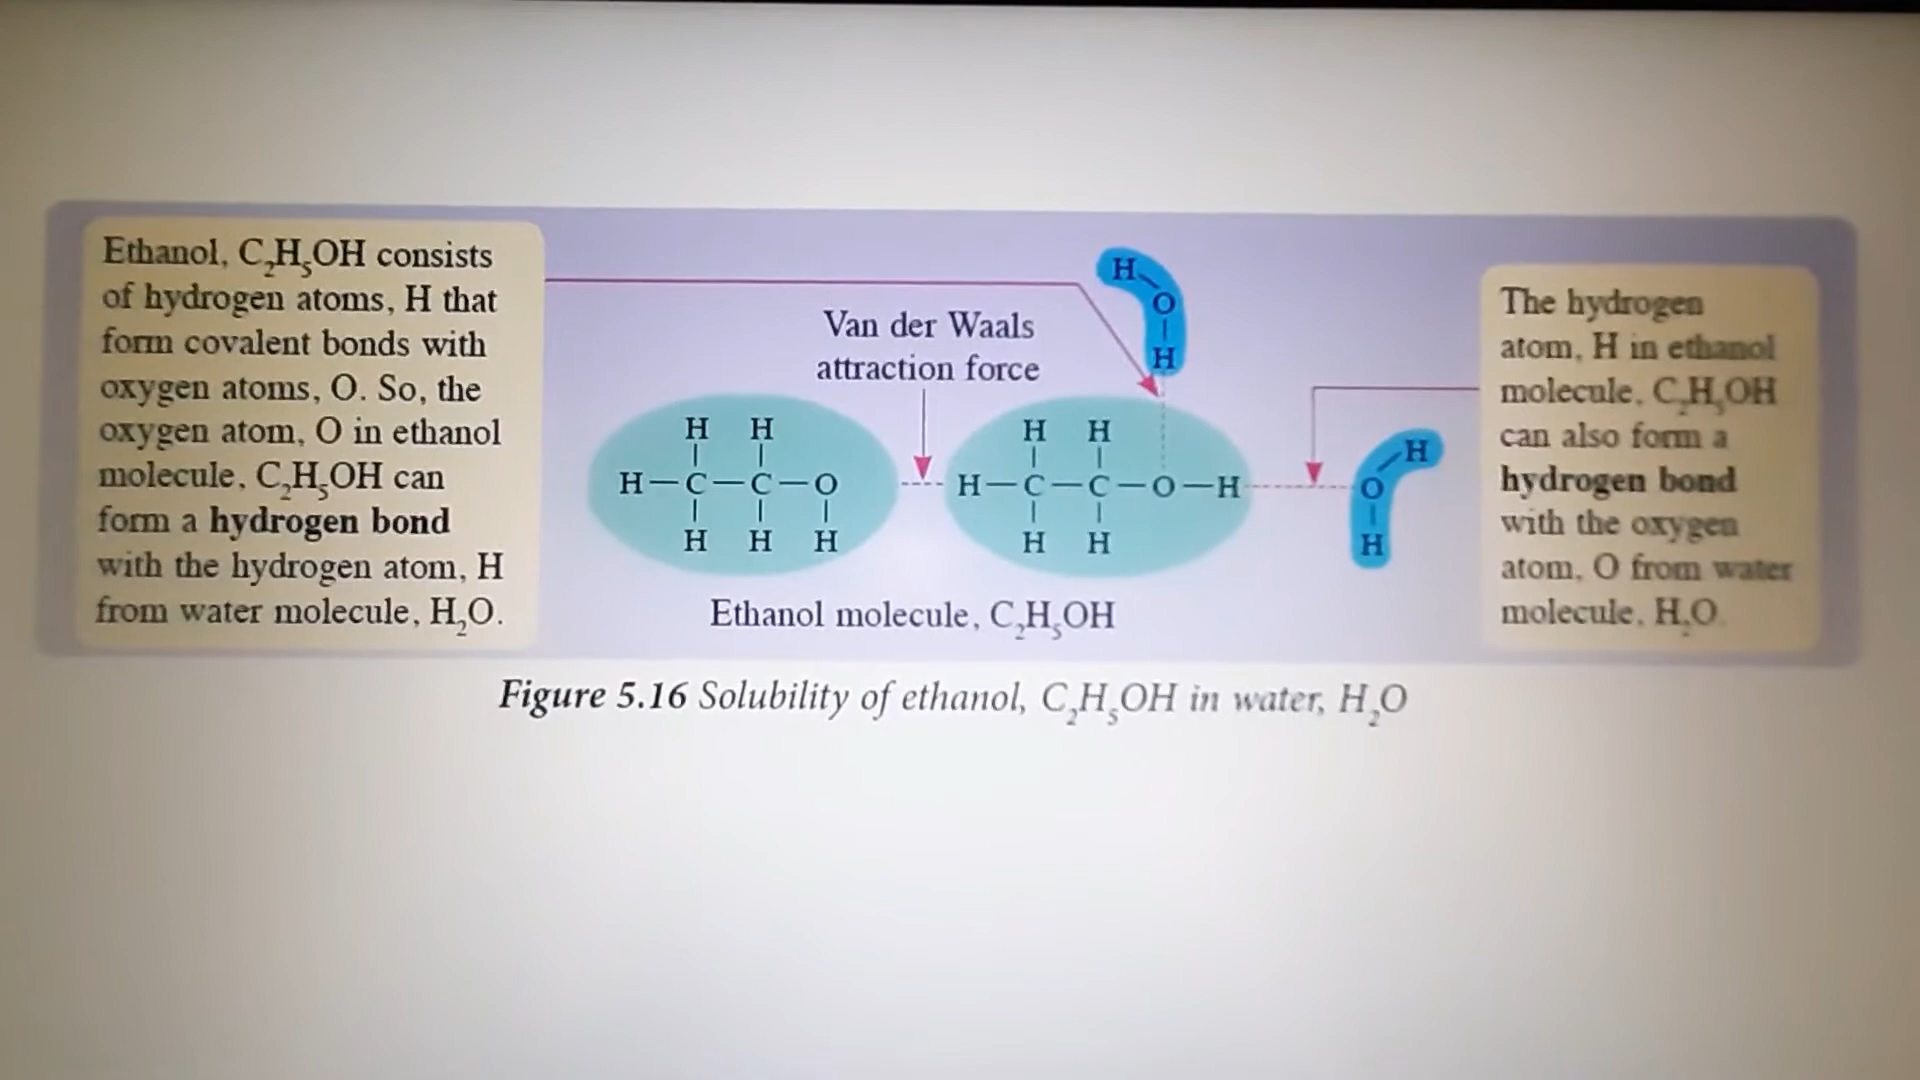 Ethanol, C₂H₅OH consists
of hydrogen atoms, H that
form covalent bonds with
oxygen atoms, O. So, the
oxygen atom, O in ethanol
molecule, C₂H₅OH can
form a hydrogen bond
with the hydrogen atom, H
from water molecule, H₂O.
Van der Waals
attraction force
H
O
H
H H
H—C—C—O
H H H
H H
H—C—C—O—H
H H
H
O
H
Ethanol molecule, C₂H₅OH
The hydrogen
atom, H in ethanol
molecule, C₂H₅OH
can also form a
hydrogen bond
with the oxygen
atom, O from water
molecule, H₂O.
Figure 5.16 Solubility of ethanol, C₂H₅OH in water, H₂O